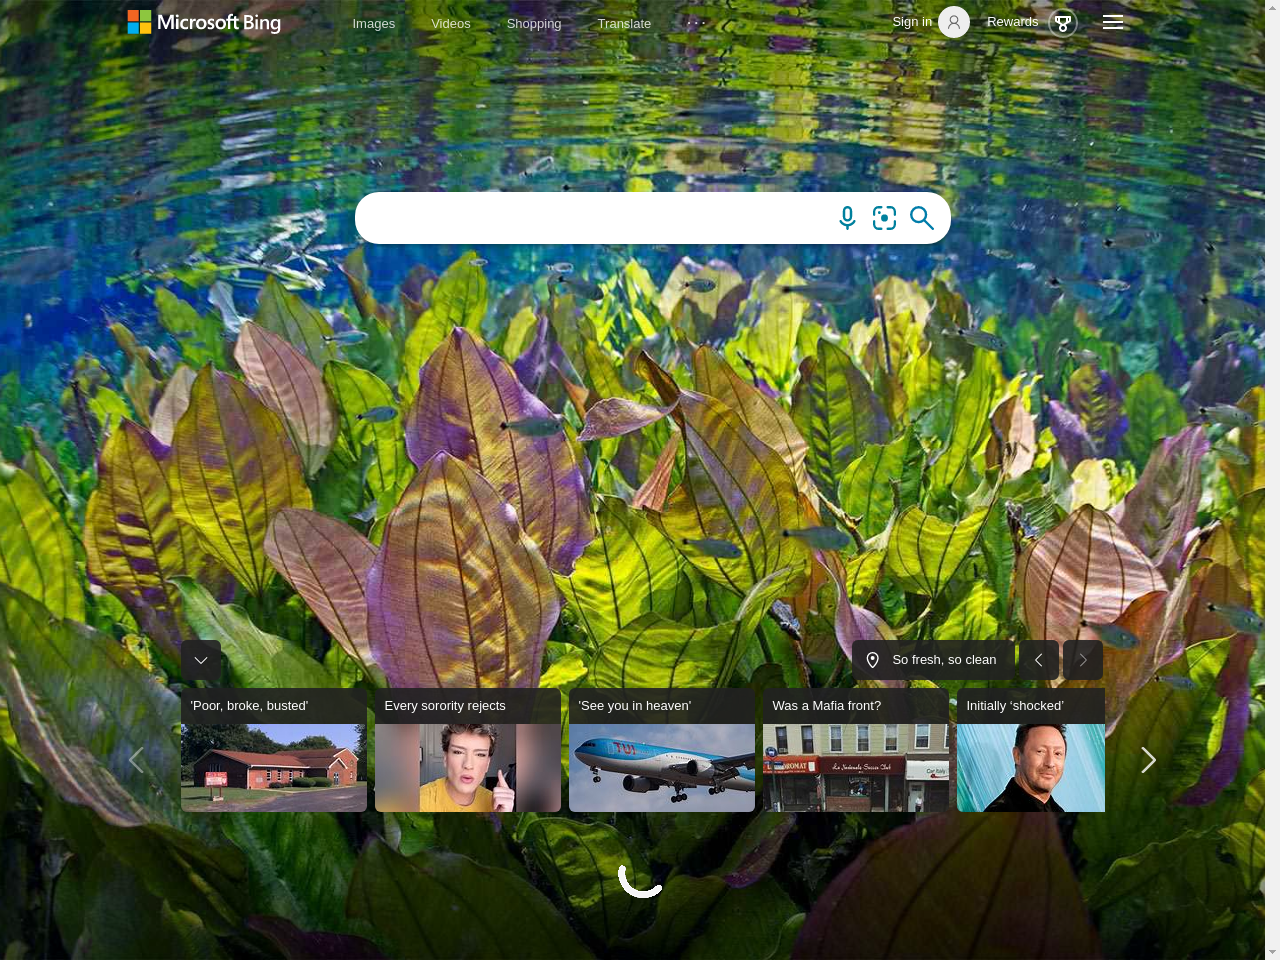 Microsoft Bing
Images
Videos
Shopping
Translate
Sign in
Rewards
So fresh, so clean
'Poor, broke, busted'
Every sorority rejects
'See you in heaven'
Was a Mafia front?
Initially ‘shocked’
TUI